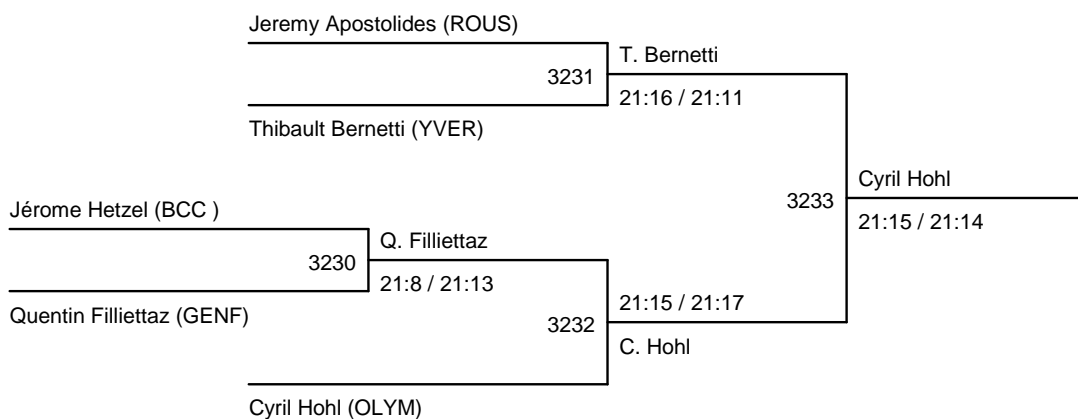 Jeremy Apostolides (ROUS)
3231
T. Bernetti
21:16 / 21:11
Thibault Bernetti (YVER)
3233
Cyril Hohl
21:15 / 21:14
Jérome Hetzel (BCC )
3230
Q. Filliettaz
21:8 / 21:13
Quentin Filliettaz (GENF)
3232
21:15 / 21:17
C. Hohl
Cyril Hohl (OLYM)